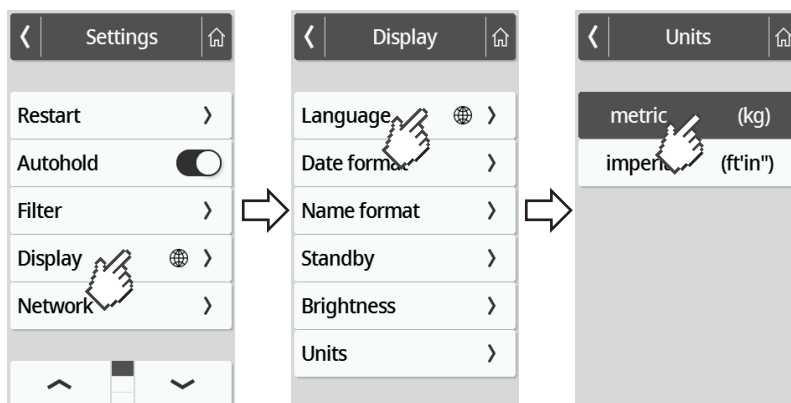 Settings
Restart
Autohold
Filter
Display
Network
Display
Language
Date format
Name format
Standby
Brightness
Units
Units
metric (kg)
(ft'in")